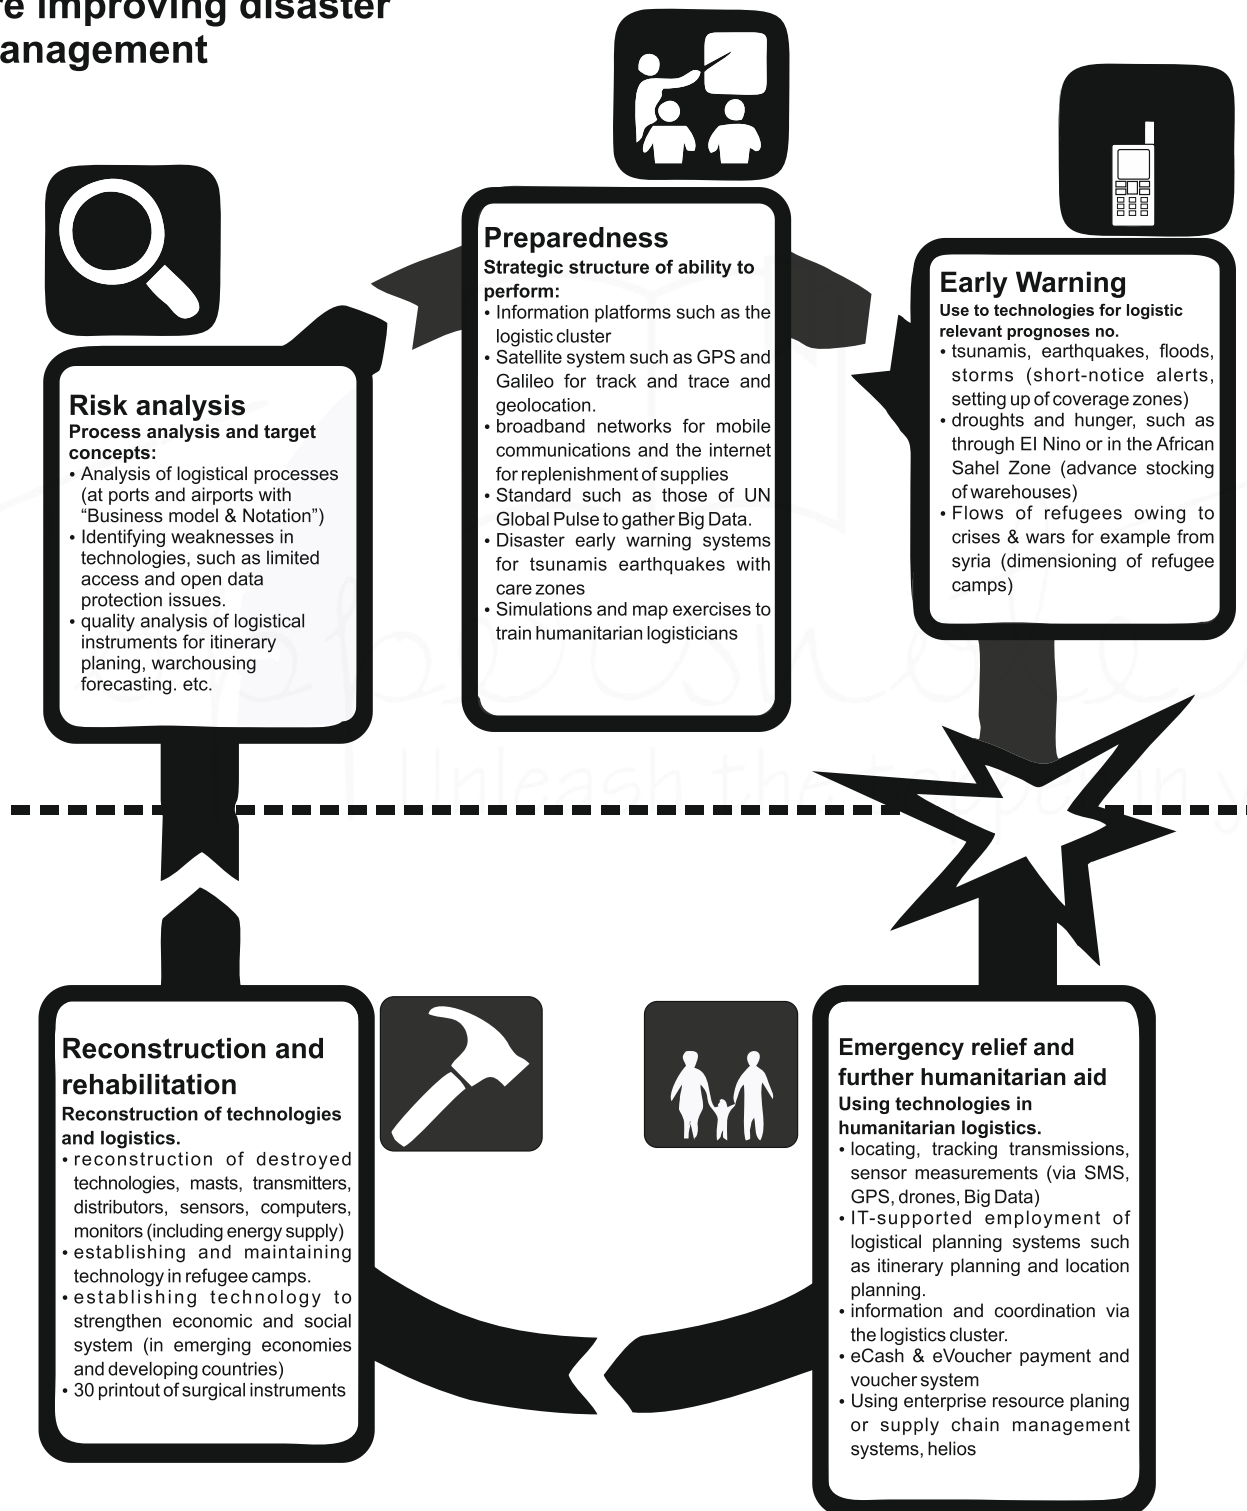 re improving disaster
anagement
Risk analysis
Process analysis and target
concepts:
• Analysis of logistical processes
(at ports and airports with
“Business model & Notation”)
• Identifying weaknesses in
technologies, such as limited
access and open data
protection issues.
• quality analysis of logistical
instruments for itinerary
planing, warchousing
forecasting. etc.
Preparedness
Strategic structure of ability to
perform:
• Information platforms such as the
logistic cluster
• Satellite system such as GPS and
Galileo for track and trace and
geolocation.
• broadband networks for mobile
communications and the internet
for replenishment of supplies
• Standard such as those of UN
Global Pulse to gather Big Data.
• Disaster early warning systems
for tsunamis earthquakes with
care zones
• Simulations and map exercises to
train humanitarian logisticians
Early Warning
Use to technologies for logistic
relevant prognoses no.
• tsunamis, earthquakes, floods,
storms (short-notice alerts,
setting up of coverage zones)
• droughts and hunger, such as
through El Nino or in the African
Sahel Zone (advance stocking
of warehouses)
• Flows of refugees owing to
crises & wars for example from
syria (dimensioning of refugee
camps)
Unleash the topper in y
Reconstruction and
rehabilitation
Reconstruction of technologies
and logistics.
• reconstruction of destroyed
technologies, masts, transmitters,
distributors, sensors, computers,
monitors (including energy supply)
• establishing and maintaining
technology in refugee camps.
• establishing technology to
strengthen economic and social
system (in emerging economies
and developing countries)
• 30 printout of surgical instruments
Emergency relief and
further humanitarian aid
Using technologies in
humanitarian logistics.
• locating, tracking transmissions,
sensor measurements (via SMS,
GPS, drones, Big Data)
• IT-supported employment of
logistical planning systems such
as itinerary planning and location
planning.
• information and coordination via
the logistics cluster.
• eCash & eVoucher payment and
voucher system
• Using enterprise resource planing
or supply chain management
systems, helios